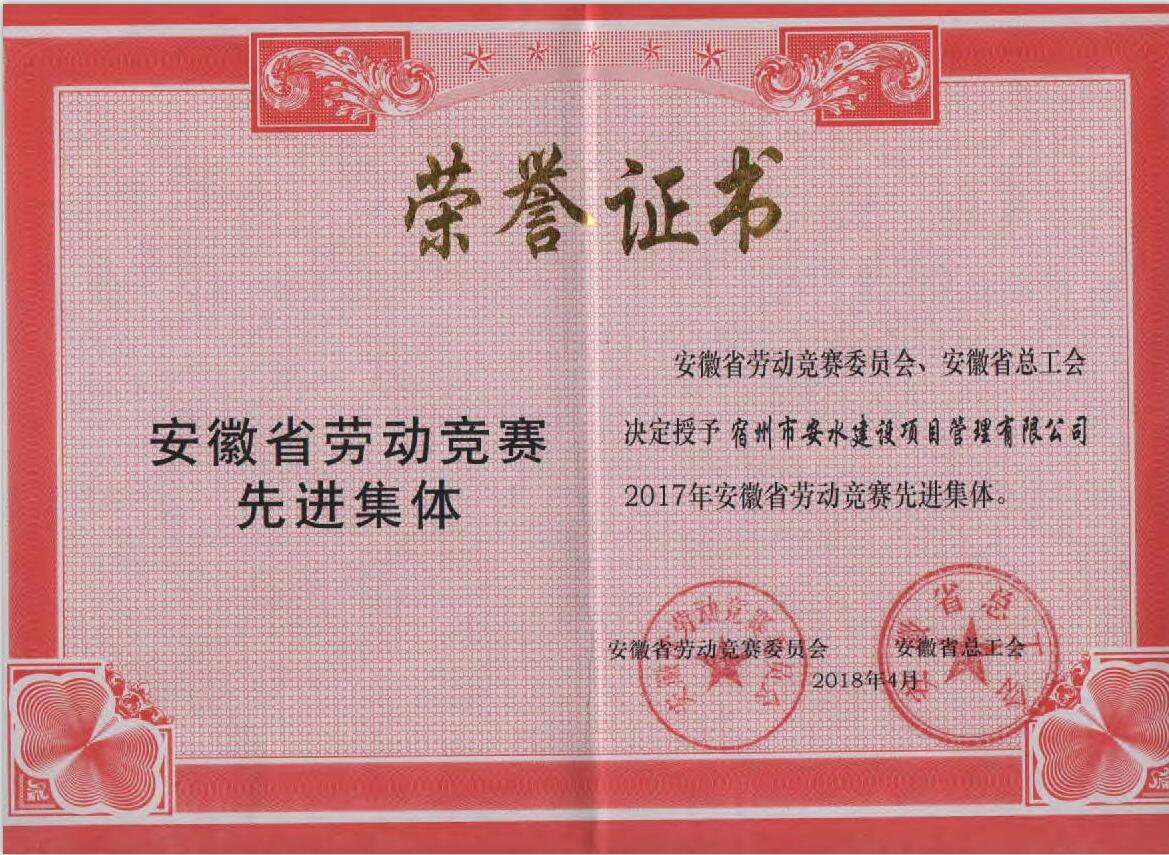 荣誉证书
安徽省劳动竞赛
先进集体
安徽省劳动竞赛委员会、安徽省总工会
决定授予宿州市安水建设项目管理有限公司
2017年安徽省劳动竞赛先进集体。
安徽省劳动竞赛委员会
安徽省总工会
2018年4月